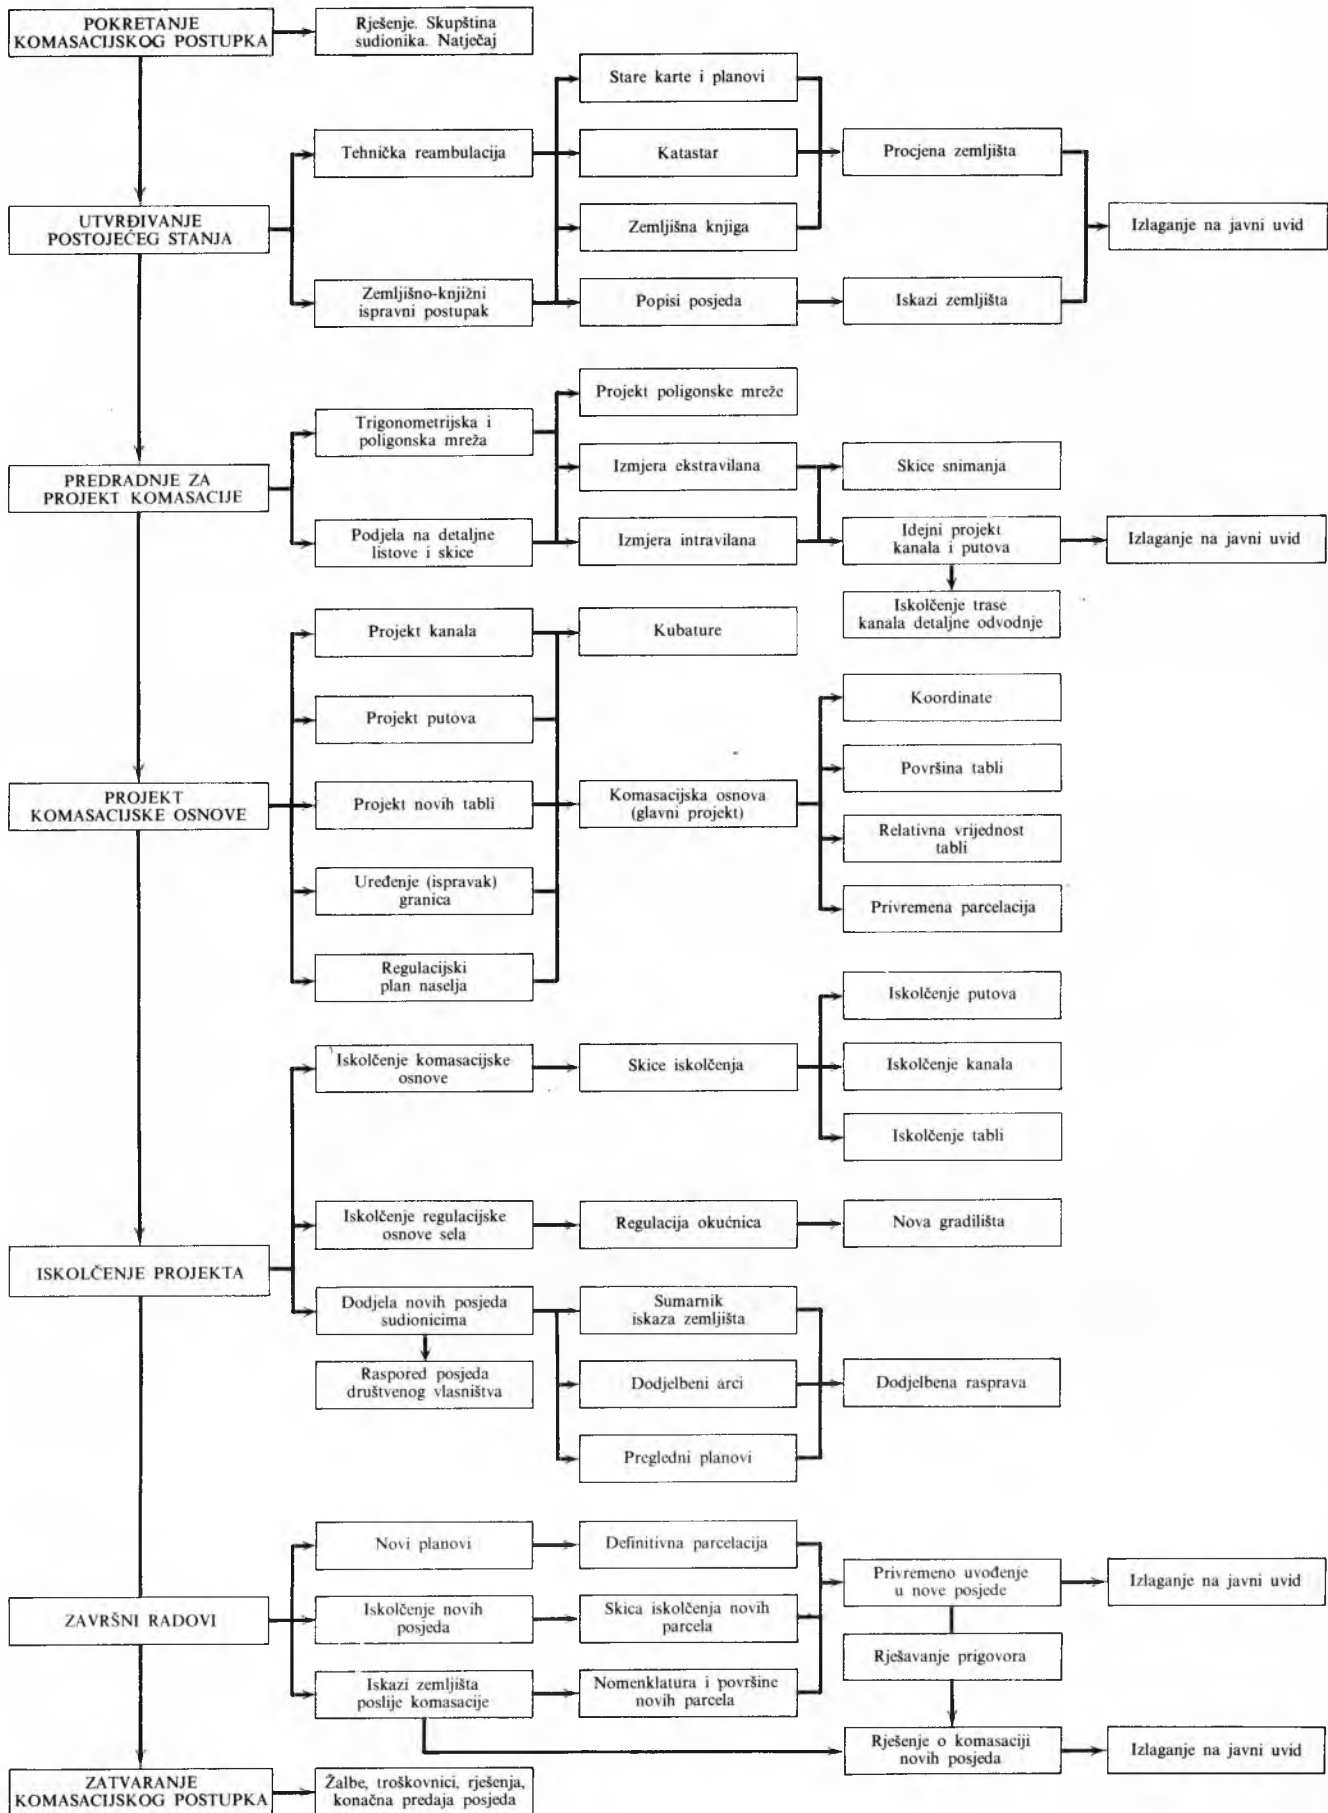 POKRETANJE
KOMASACIJSKOG POSTUPKA
Rješenje. Skupština
sudionika. Natječaj
Stare karte i planovi
Tehnička reambulacija
Katastar
Procjena zemljišta
UTVRĐIVANJE
POSTOJEĆEG STANJA
Zemljišna knjiga
Izlaganje na javni uvid
Zemljišno-knjižni
ispravni postupak
Popisi posjeda
Iskazi zemljišta
Projekt poligonske mreže
Trigonometrijska i
poligonska mreža
PREDRADNJE ZA
PROJEKT KOMASACIJE
Izmjera ekstravilana
Skice snimanja
Podjela na detaljne
listove i skice
Izmjera intravilana
Idejni projekt
kanala i putova
Izlaganje na javni uvid
Iskolčenje trase
kanala detaljne odvodnje
Projekt kanala
Kubature
Koordinate
Projekt putova
Površina tabli
PROJEKT
KOMASACIJSKE OSNOVE
Projekt novih tabli
Komasacijska osnova
(glavni projekt)
Relativna vrijednost
tabli
Uređenje (ispravak)
granica
Privremena parcelacija
Regulacijski
plan naselja
Iskolčenje putova
Iskolčenje komasacijske
osnove
Skice iskolčenja
Iskolčenje kanala
Iskolčenje tabli
Iskolčenje regulacijske
osnove sela
Regulacija okućnica
Nova gradilišta
ISKOLČENJE PROJEKTA
Dodjela novih posjeda
sudionicima
Sumarnik
iskaza zemljišta
Raspored posjeda
društvenog vlasništva
Dodjelbeni arci
Dodjelbena rasprava
Pregledni planovi
Novi planovi
Definitivna parcelacija
Privremeno uvođenje
u nove posjede
Izlaganje na javni uvid
ZAVRŠNI RADOVI
Iskolčenje novih
posjeda
Skica iskolčenja novih
parcela
Rješavanje prigovora
Iskazi zemljišta
poslije komasacije
Nomenklatura i površine
novih parcela
Rješenje o komasaciji
novih posjeda
Izlaganje na javni uvid
ZATVARANJE
KOMASACIJSKOG POSTUPKA
Žalbe, troškovnici, rješenja,
konačna predaja posjeda